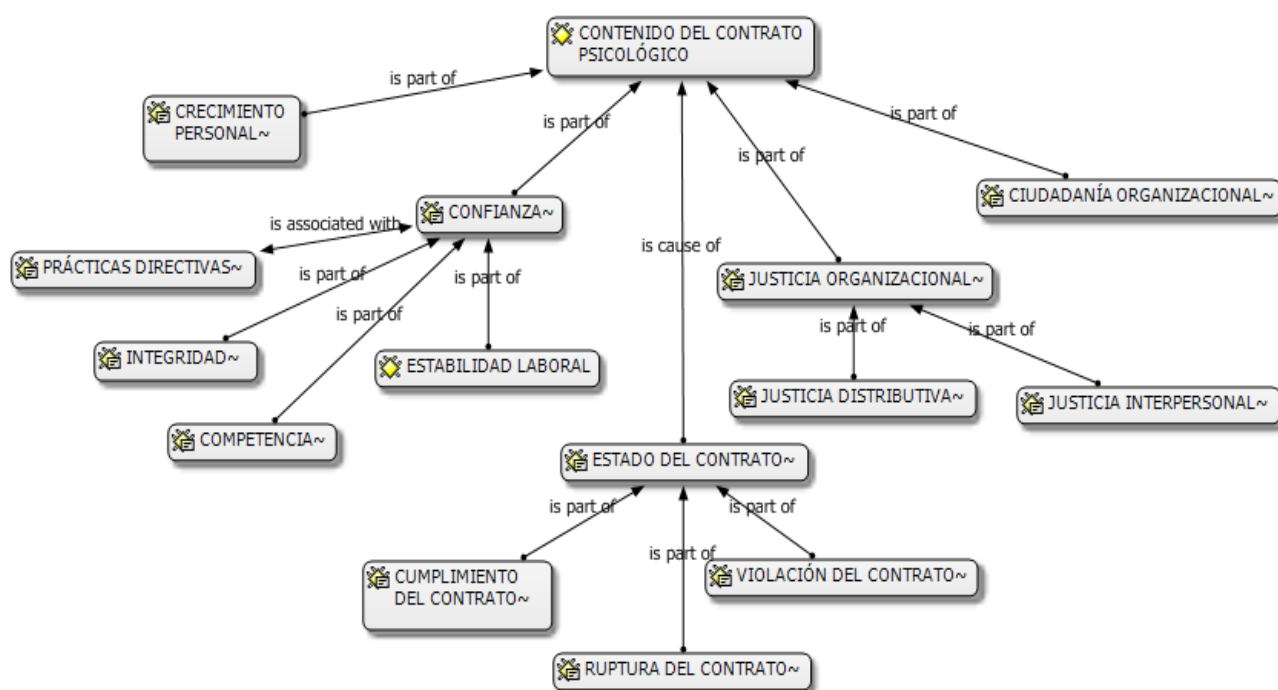 CONTENIDO DEL CONTRATO
PSICOLÓGICO
is part of
CRECIMIENTO
PERSONAL~
is part of
is part of
is part of
CIUDADANÍA ORGANIZACIONAL~
CONFIANZA~
is associated with
is cause of
PRÁCTICAS DIRECTIVAS~
is part of
is part of
JUSTICIA ORGANIZACIONAL~
is part of
is part of
is part of
INTEGRIDAD~
ESTABILIDAD LABORAL
JUSTICIA DISTRIBUTIVA~
JUSTICIA INTERPERSONAL~
COMPETENCIA~
ESTADO DEL CONTRATO~
is part of
is part of
is part of
CUMPLIMIENTO
DEL CONTRATO~
VIOLACIÓN DEL CONTRATO~
RUPTURA DEL CONTRATO~